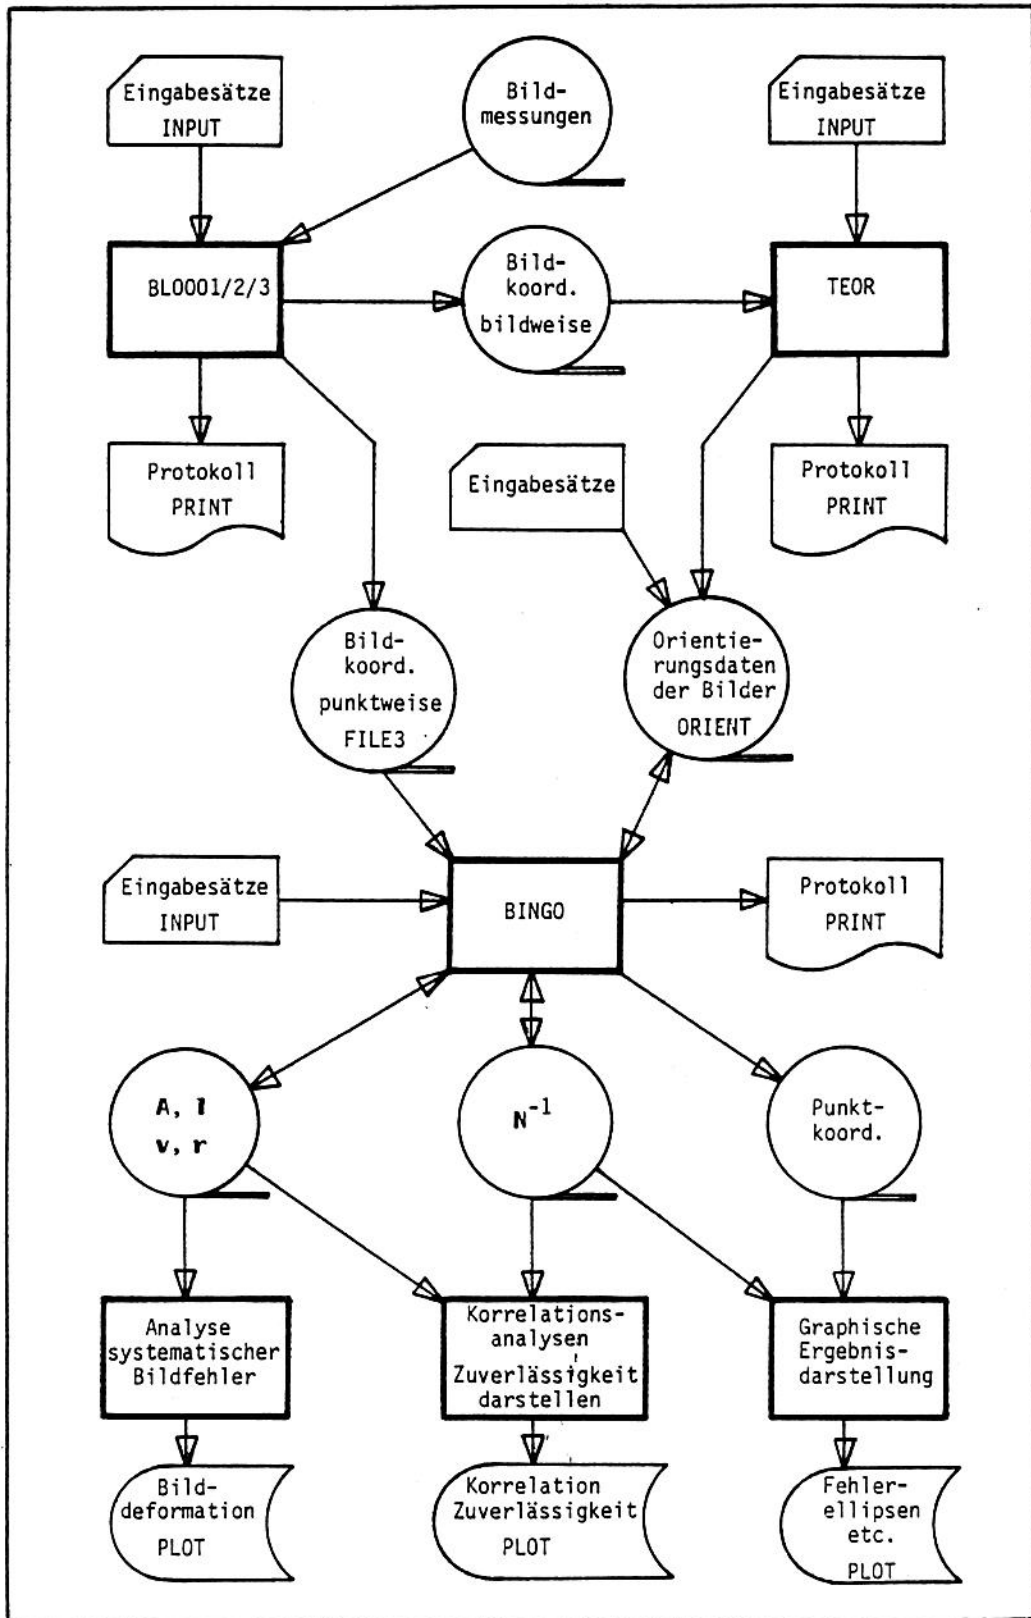 Eingabesätze
INPUT
Bild-
messungen
Eingabesätze
INPUT
BLOOO1/2/3
Bild-
koord.
bildweise
TEOR
Protokoll
PRINT
Eingabesätze
Protokoll
PRINT
Bild-
koord.
punktweise
FILE3
Orientie-
rungsdaten
der Bilder
ORIENT
Eingabesätze
INPUT
BINGO
Protokoll
PRINT
A, l
v, r
N⁻¹
Punkt-
koord.
Analyse
systematischer
Bildfehler
Korrelations-
analysen
Zuverlässigkeit
darstellen
Graphische
Ergebnis-
darstellung
Bild-
deformation
PLOT
Korrelation
Zuverlässigkeit
PLOT
Fehler-
ellipsen
etc.
PLOT